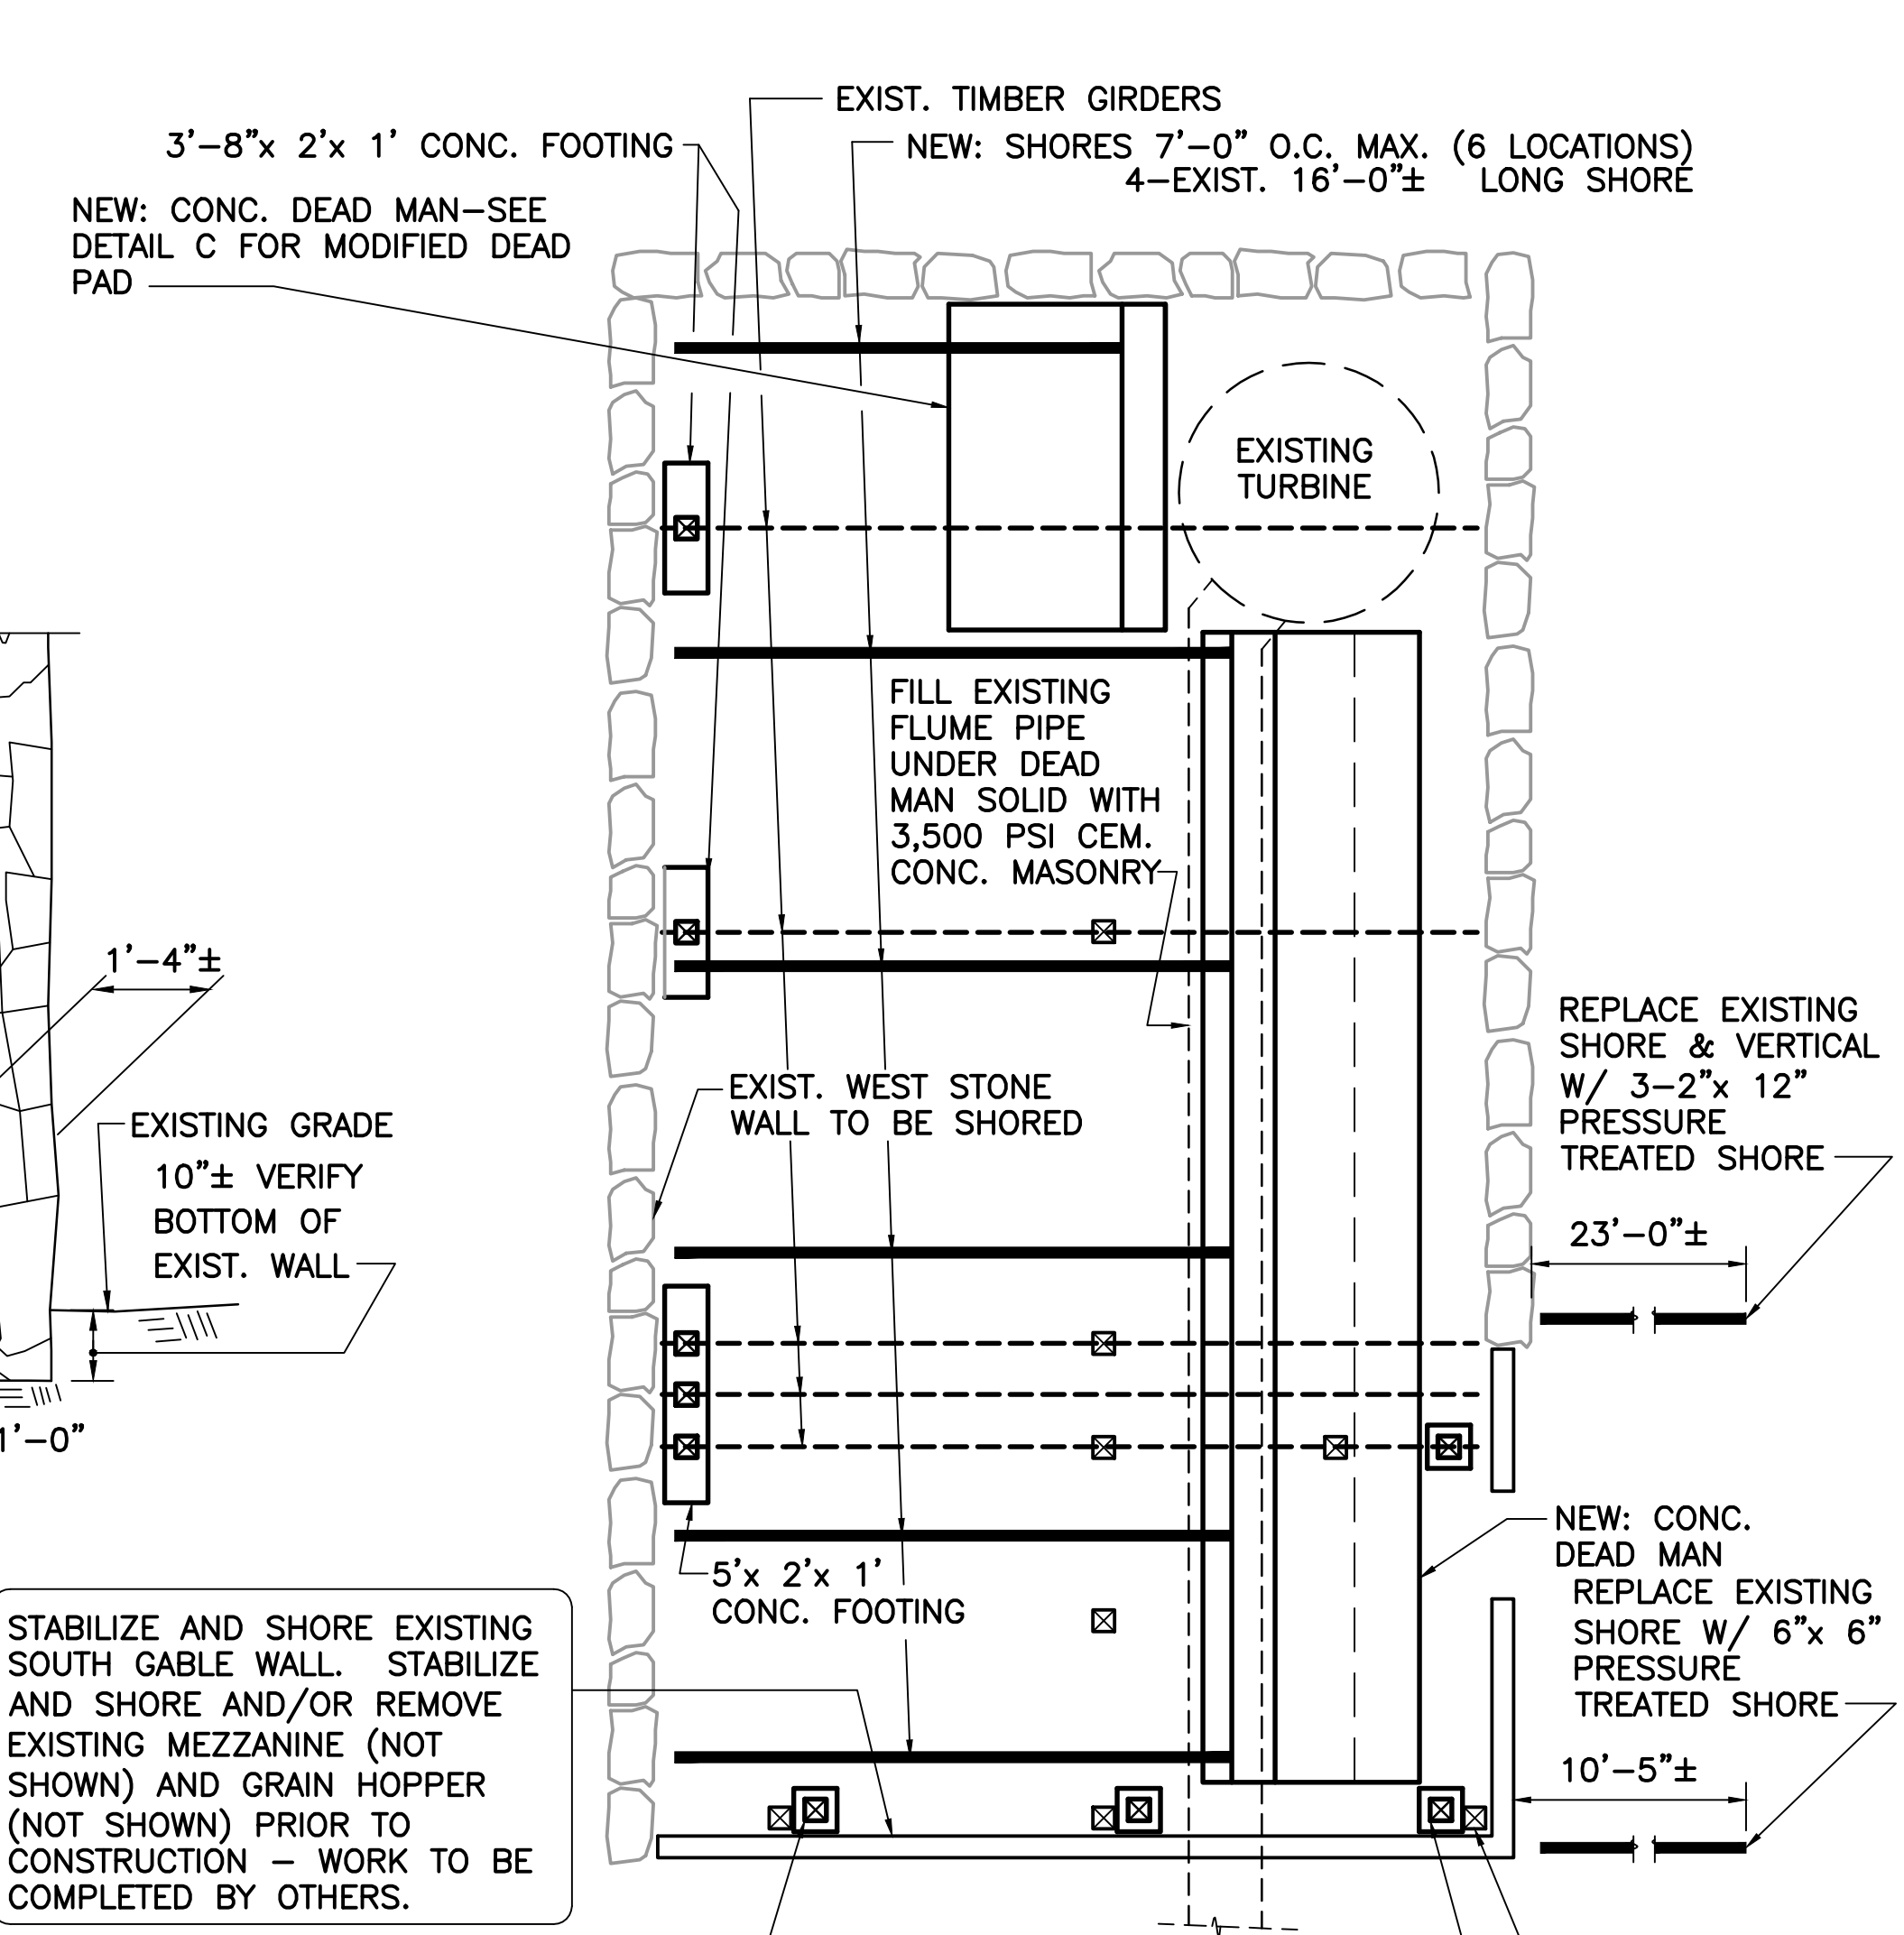 EXIST. TIMBER GIRDERS
3'-8"x 2'x 1' CONC. FOOTING
NEW: SHORES 7'-0" O.C. MAX. (6 LOCATIONS)
4-EXIST. 16'-0"± LONG SHORE
NEW: CONC. DEAD MAN-SEE
DETAIL C FOR MODIFIED DEAD
PAD
EXISTING
TURBINE
FILL EXISTING
FLUME PIPE
UNDER DEAD
MAN SOLID WITH
3,500 PSI CEM.
CONC. MASONRY
1'-4"±
EXISTING GRADE
10"± VERIFY
BOTTOM OF
EXIST. WALL
1'-0"
EXIST. WEST STONE
WALL TO BE SHORED
REPLACE EXISTING
SHORE & VERTICAL
W/ 3-2"x 12"
PRESSURE
TREATED SHORE
23'-0"±
NEW: CONC.
DEAD MAN
REPLACE EXISTING
SHORE W/ 6"x 6"
PRESSURE
TREATED SHORE
10'-5"±
5'x 2'x 1'
CONC. FOOTING
STABILIZE AND SHORE EXISTING
SOUTH GABLE WALL. STABILIZE
AND SHORE AND/OR REMOVE
EXISTING MEZZANINE (NOT
SHOWN) AND GRAIN HOPPER
(NOT SHOWN) PRIOR TO
CONSTRUCTION - WORK TO BE
COMPLETED BY OTHERS.